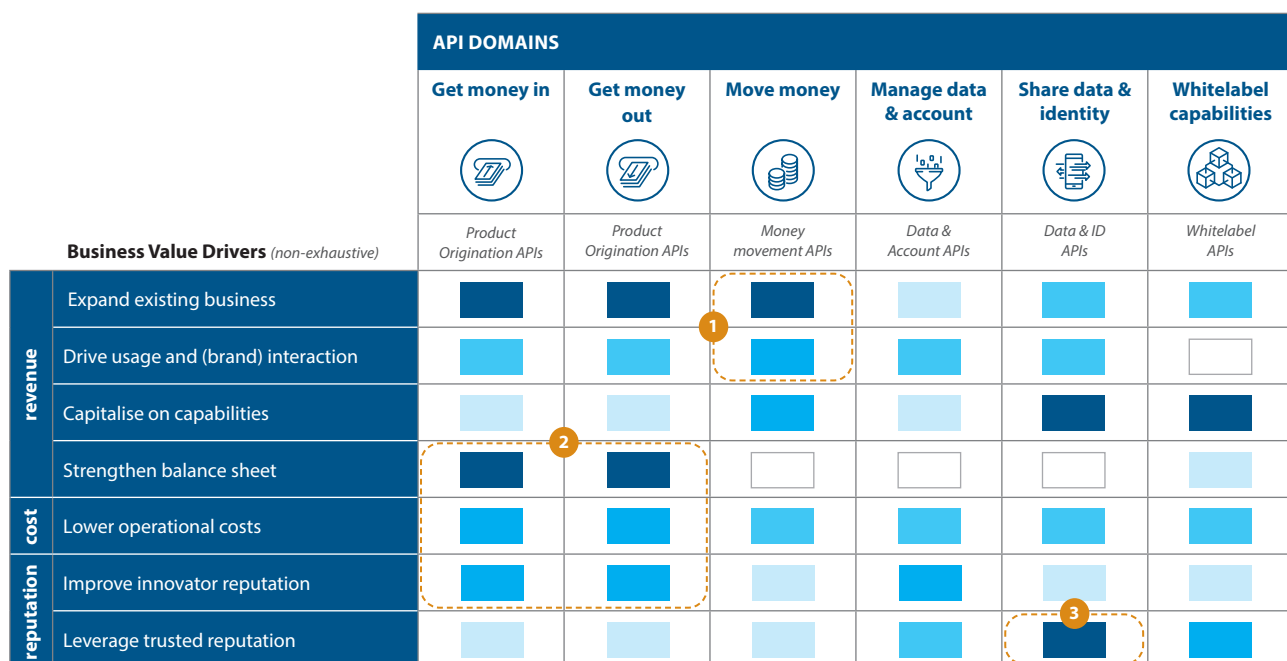 API DOMAINS
Get money in
Get money
out
Move money
Manage data
& account
Share data &
identity
Whitelabel
capabilities
Business Value Drivers (non-exhaustive)
Product
Origination APIs
Product
Origination APIs
Money
movement APIs
Data &
Account APIs
Data & ID
APIs
Whitelabel
APIs
revenue
Expand existing business
1
Drive usage and (brand) interaction
Capitalise on capabilities
2
Strengthen balance sheet
cost
Lower operational costs
reputation
Improve innovator reputation
3
Leverage trusted reputation